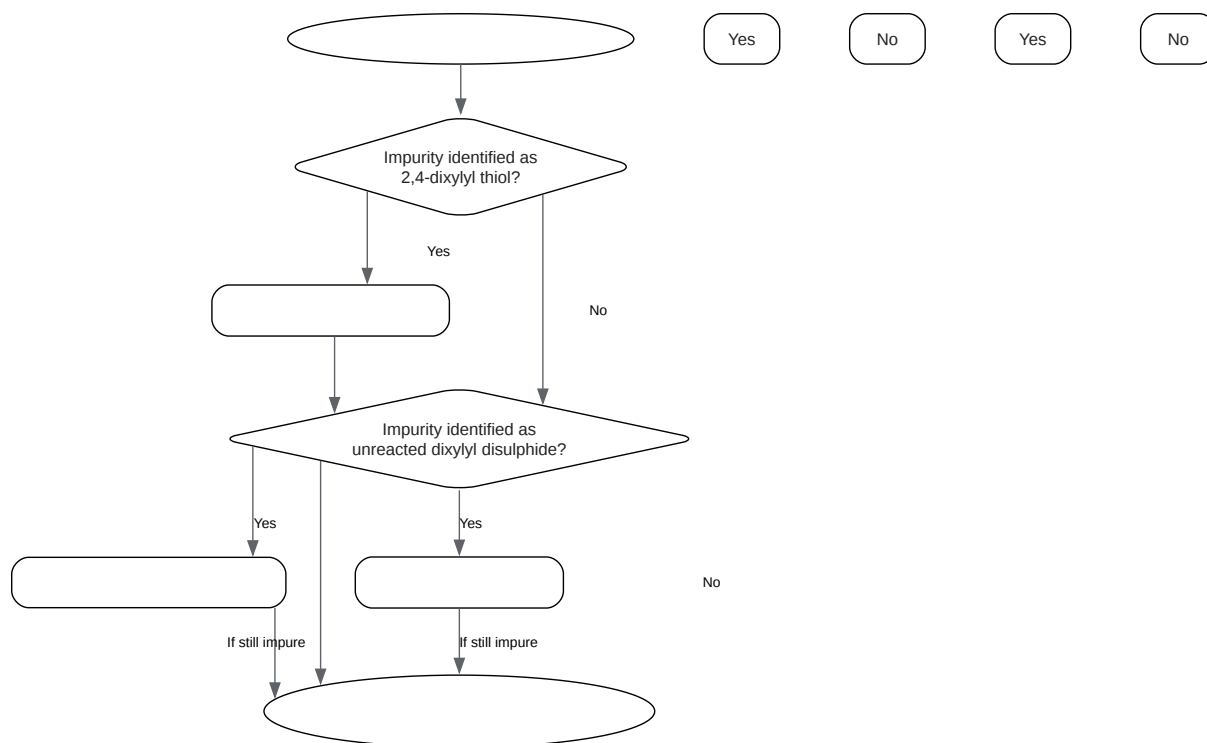 Yes
No
Yes
No
Impurity identified as
2,4-dixylyl thiol?
Yes
No
Impurity identified as
unreacted dixylyl disulphide?
Yes
Yes
No
If still impure
If still impure